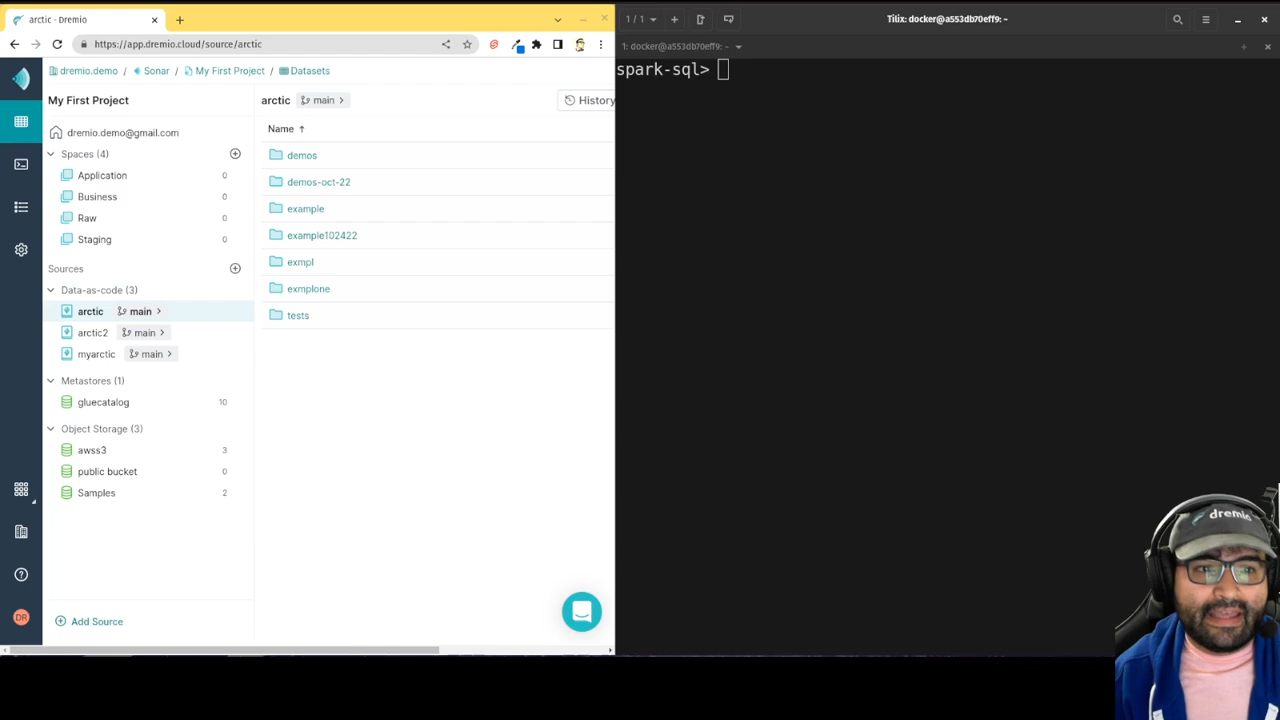 arctic · Dremio
https://app.dremio.cloud/source/arctic
dremio.demo / Sonar / My First Project / Datasets
My First Project
dremio.demo@gmail.com
Spaces (4)
Application 0
Business 0
Raw 0
Staging 0
Sources
Data-as-code (3)
arctic main
arctic2 main
myarctic main
Metastores (1)
gluecatalog 10
Object Storage (3)
awss3 3
public bucket 0
Samples 2
Add Source
DR
arctic main History
Name ↑
demos
demos-oct-22
example
example102422
exmpl
exmplone
tests
1 / 1 Tilix: docker@a553db70eff9: ~
1: docker@a553db70eff9: ~
spark-sql>
dremio